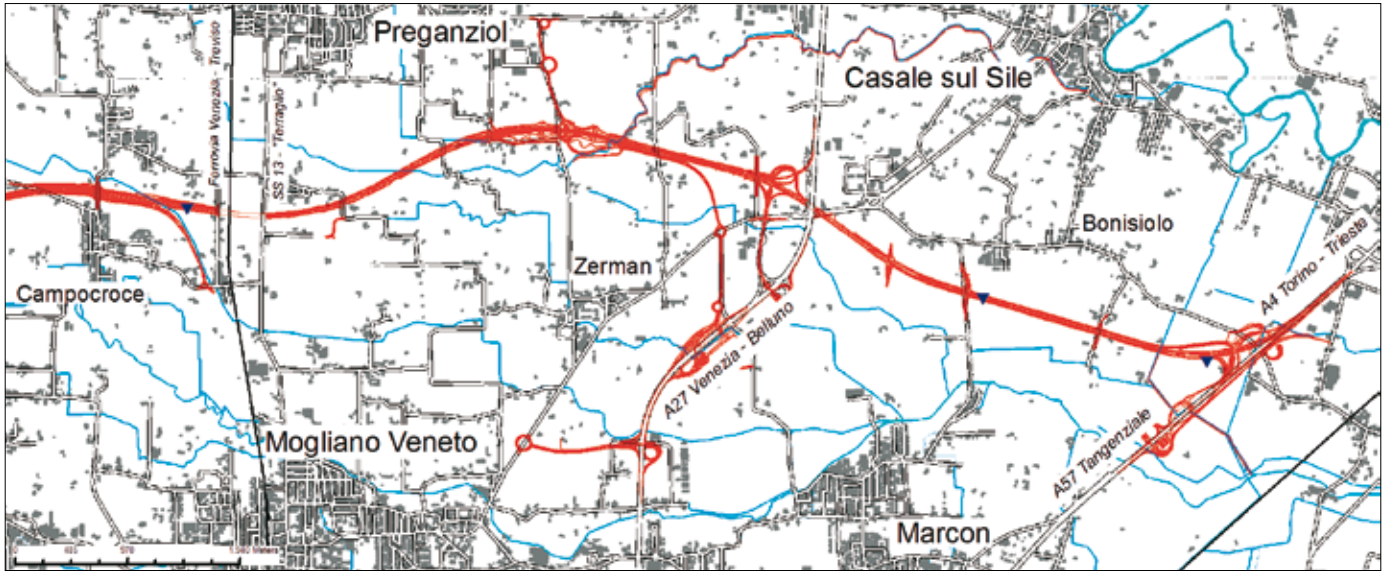 Preganziol
Casale sul Sile
Ferrovia Venezia - Treviso
SS 13 - "Terraglio"
Bonisiolo
Zerman
Campocroce
A4 Torino - Trieste
A27 Venezia - Belluno
Mogliano Veneto
A57 Tangenziale
Marcon